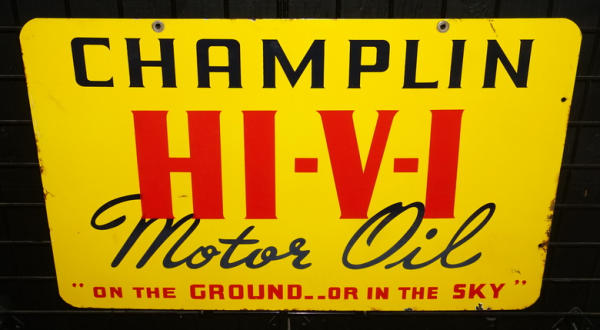 CHAMPLIN
HI-V-I
Motor Oil
"ON THE GROUND..OR IN THE SKY"